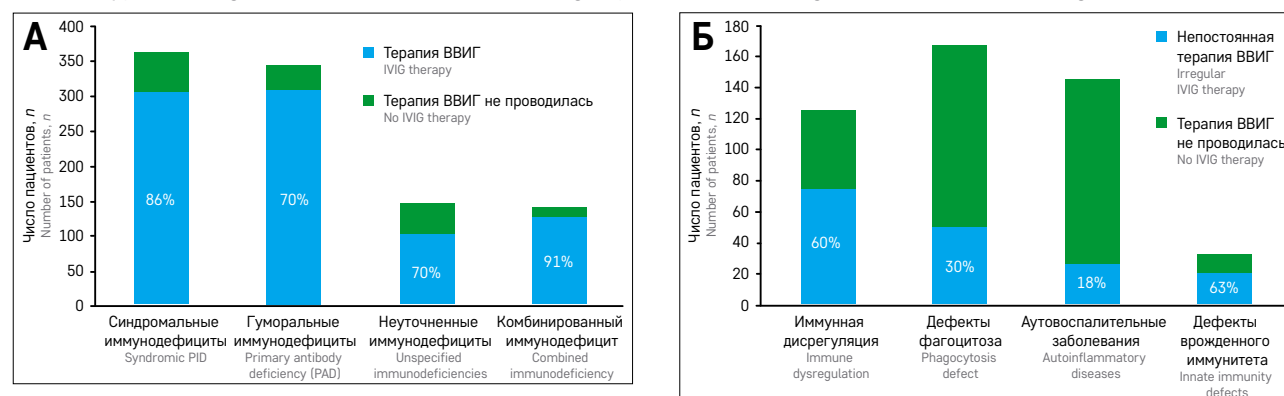 А
Число пациентов, n
Number of patients, n
400
350
300
250
200
150
100
50
0
Терапия ВВИГ
IVIG therapy
Терапия ВВИГ не проводилась
No IVIG therapy
86%
70%
70%
91%
Синдромальные
иммунодефициты
Syndromic PID
Гуморальные
иммунодефициты
Primary antibody
deficiency (PAD)
Неуточненные
иммунодефициты
Unspecified
immunodeficiencies
Комбинированный
иммунодефицит
Combined
immunodeficiency
Б
Число пациентов, n
Number of patients, n
180
160
140
120
100
80
60
40
20
0
Непостоянная
терапия ВВИГ
Irregular
IVIG therapy
Терапия ВВИГ
не проводилась
No IVIG therapy
60%
30%
18%
63%
Иммунная
дисрегуляция
Immune
dysregulation
Дефекты
фагоцитоза
Phagocytosis
defect
Аутовоспалительные
заболевания
Autoinflammatory
diseases
Дефекты
врожденного
иммунитета
Innate immunity
defects